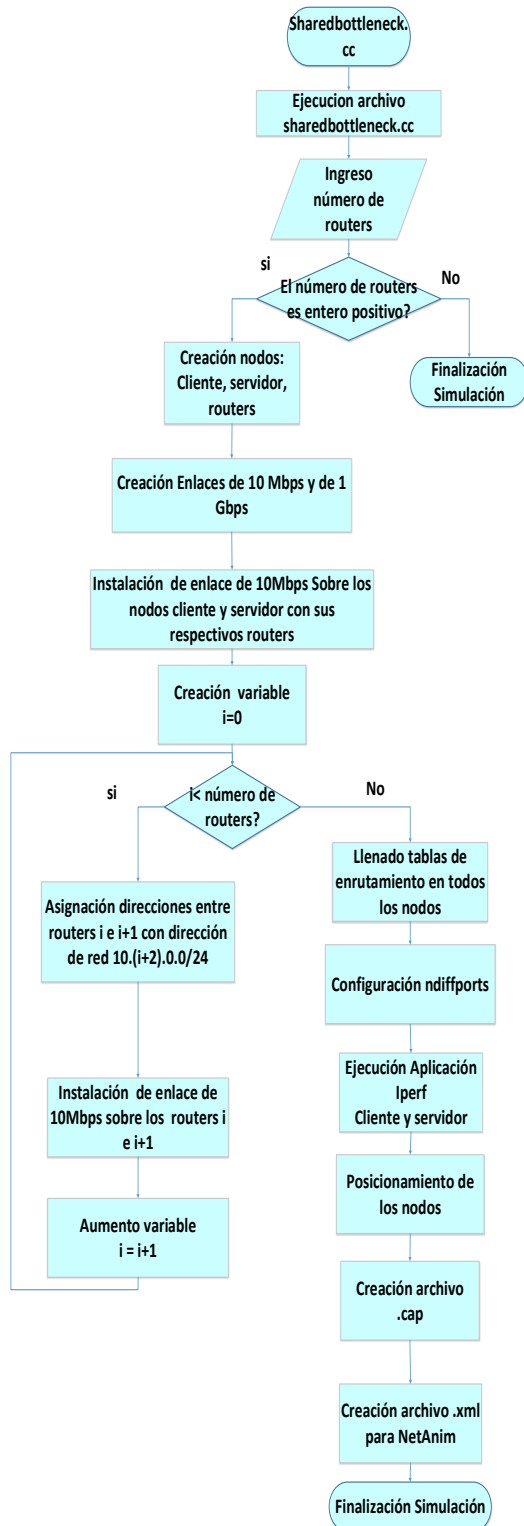 Sharedbottleneck.
cc
Ejecucion archivo
sharedbottleneck.cc
Ingreso
número de
routers
si
No
El número de routers
es entero positivo?
Creación nodos:
Cliente, servidor,
routers
Finalización
Simulación
Creación Enlaces de 10 Mbps y de 1
Gbps
Instalación de enlace de 10Mbps Sobre los
nodos cliente y servidor con sus
respectivos routers
Creación variable
i=0
si
i< número de
routers?
No
Asignación direcciones entre
routers i e i+1 con dirección
de red 10.(i+2).0.0/24
Instalación de enlace de
10Mbps sobre los routers i
e i+1
Aumento variable
i = i+1
Llenado tablas de
enrutamiento en todos
los nodos
Configuración ndiffports
Ejecución Aplicación
Iperf
Cliente y servidor
Posicionamiento de
los nodos
Creación archivo
.cap
Creación archivo .xml
para NetAnim
Finalización Simulación